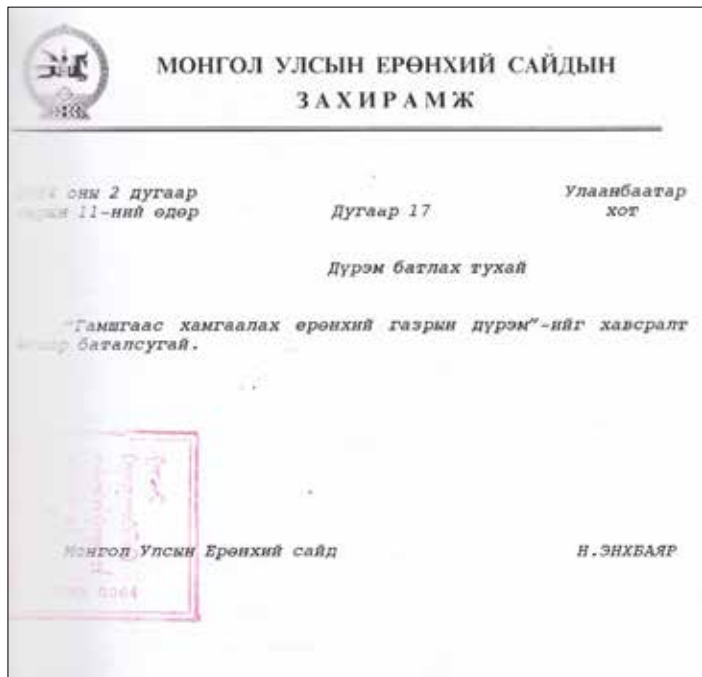 МОНГОЛ УЛСЫН ЕРӨНХИЙ САЙДЫН
ЗАХИРАМЖ
оны 2 дугаар
11-ний өдөр
Дугаар 17
Улаанбаатар
хот
Дүрэм батлах тухай
"Гамшгаас хамгаалах ерөнхий газрын дүрэм"-ийг хавсралт
баталсугай.
Монгол Улсын Ерөнхий сайд
Н.ЭНХБАЯР